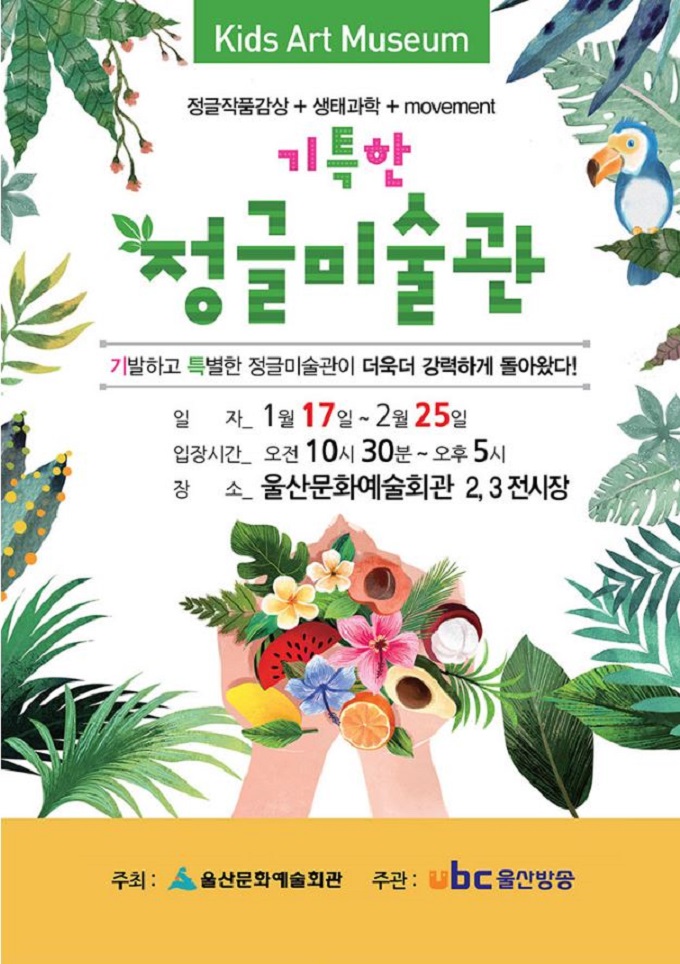 Kids Art Museum
정글작품감상 + 생태과학 + movement
기특한
정글미술관
기발하고 특별한 정글미술관이 더욱더 강력하게 돌아왔다!
일 자_ 1월 17일 ~ 2월 25일
입장시간_ 오전 10시 30분 ~ 오후 5시
장 소_ 울산문화예술회관 2, 3 전시장
주최 : 울산문화예술회관 주관 : ubc 울산방송